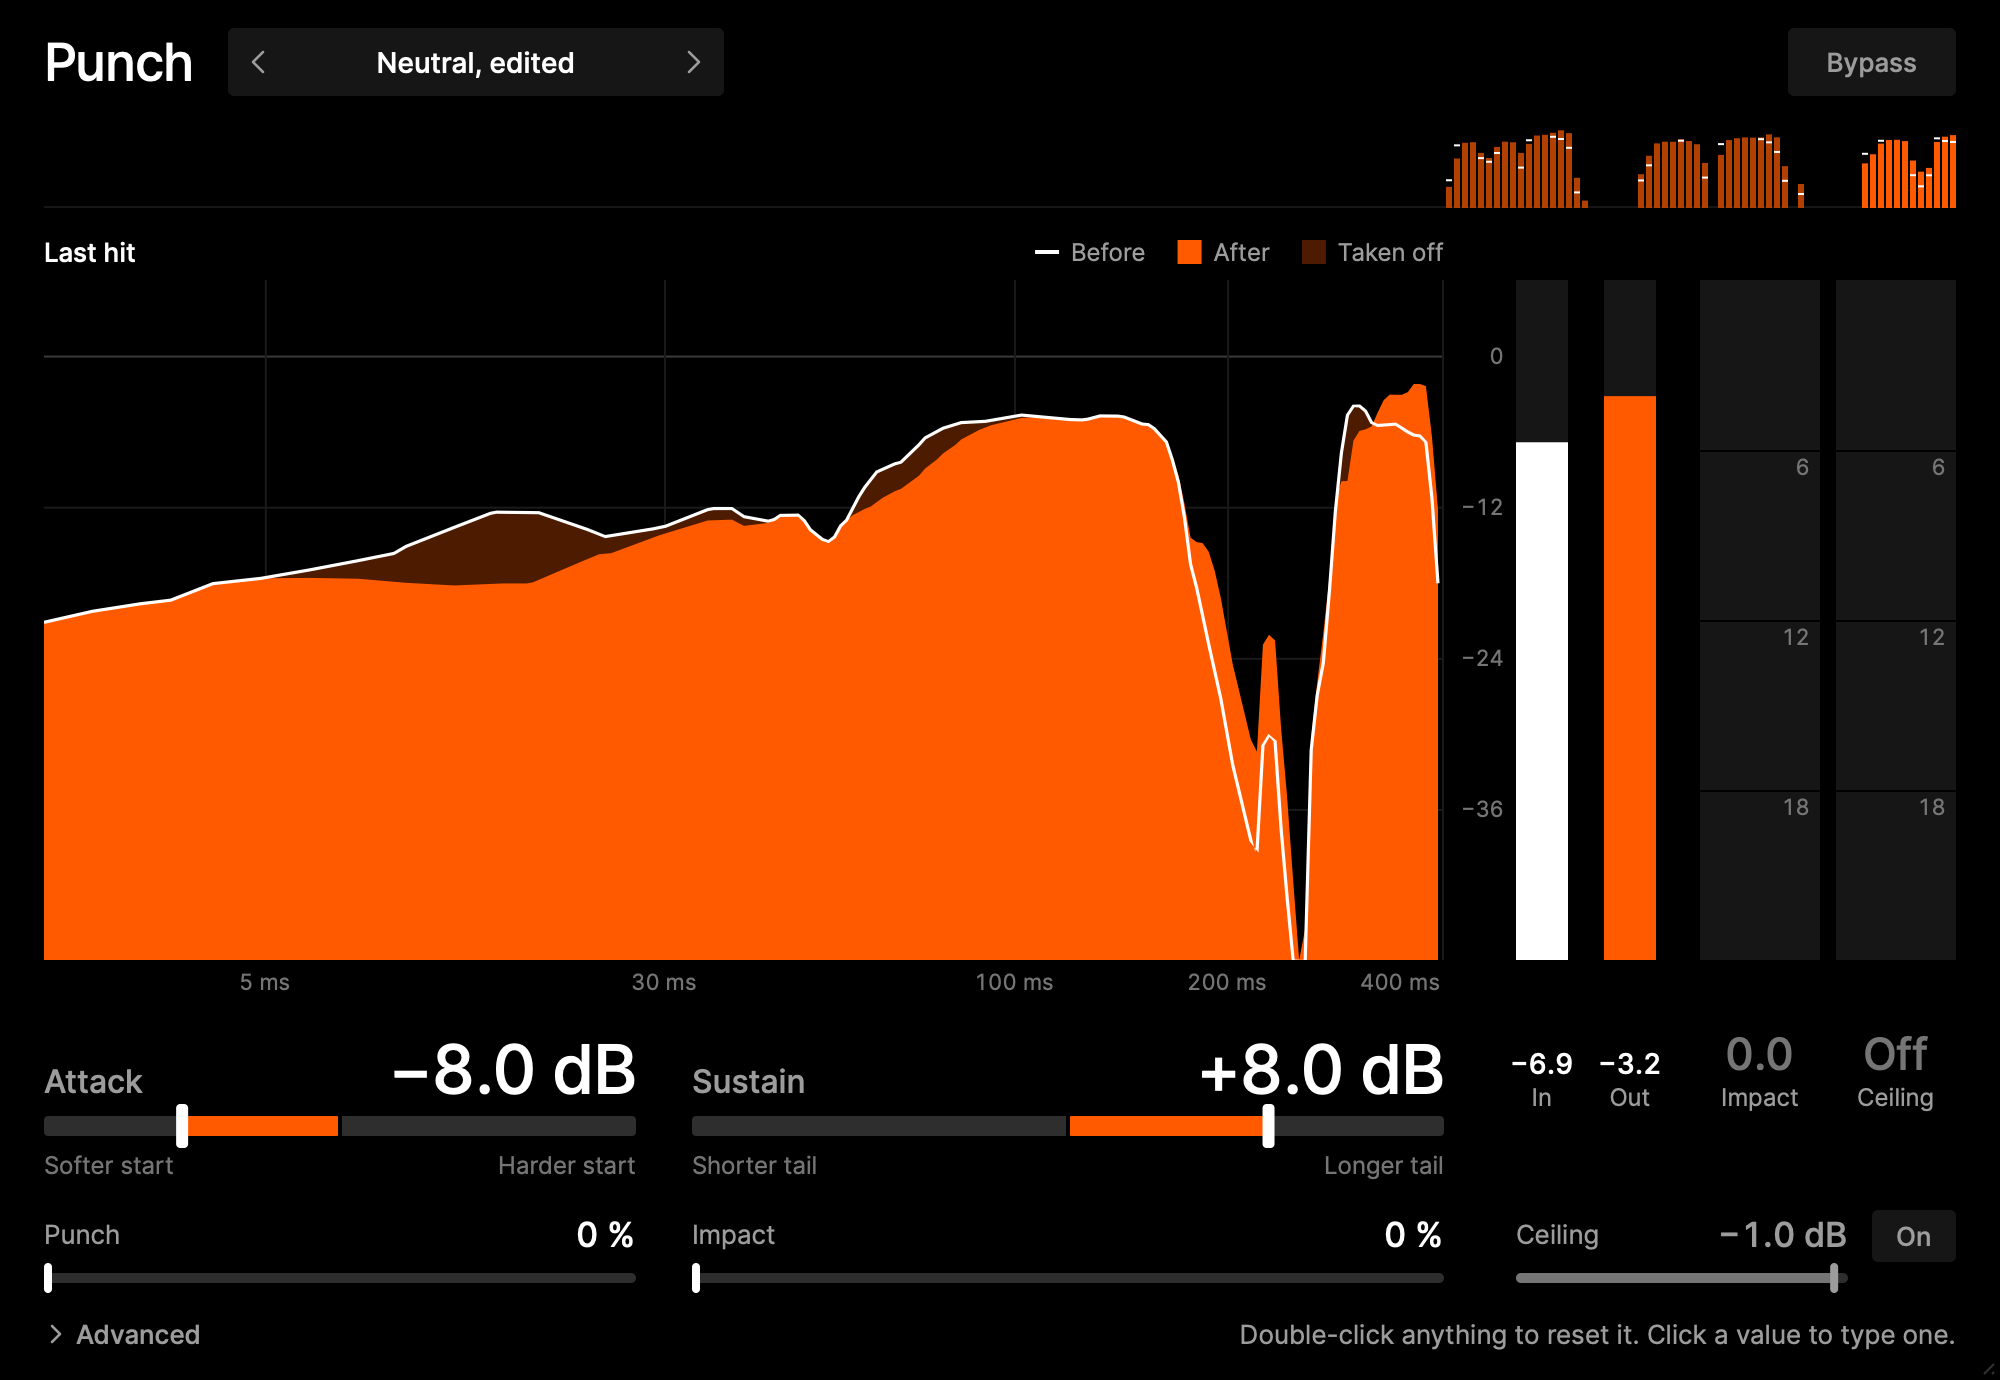 Punch
Neutral, edited
Bypass
Last hit
Before
After
Taken off
0
−12
−24
−36
6
12
18
6
12
18
5 ms
30 ms
100 ms
200 ms
400 ms
Attack
−8.0 dB
Softer start
Harder start
Sustain
+8.0 dB
Shorter tail
Longer tail
−6.9
In
−3.2
Out
0.0
Impact
Off
Ceiling
Punch
0 %
Impact
0 %
Ceiling
−1.0 dB
On
Advanced
Double-click anything to reset it. Click a value to type one.